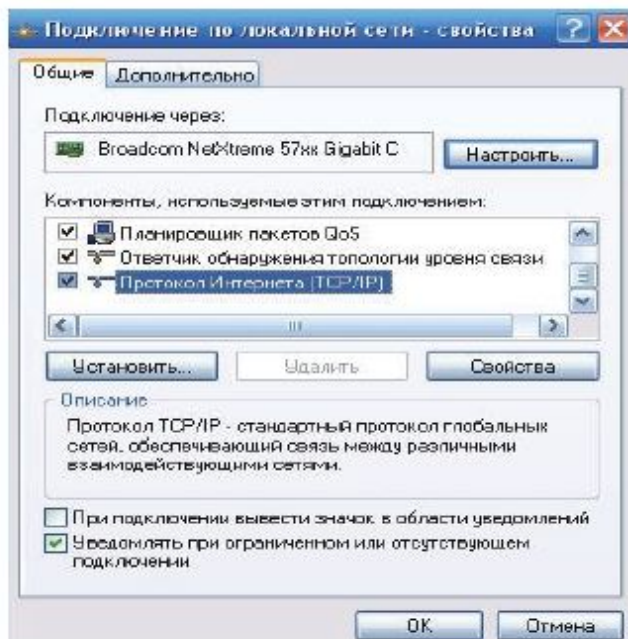 Подключение по локальной сети - свойства
Общие
Дополнительно
Подключение через:
Broadcom NetXtreme 57xx Gigabit C
Настроить...
Компоненты, используемые этим подключением:
Планировщик пакетов QoS
Ответчик обнаружения топологии уровня связи
Протокол Интернета (TCP/IP)
Установить...
Удалить
Свойства
Описание
Протокол TCP/IP - стандартный протокол глобальных
сетей, обеспечивающий связь между различными
взаимодействующими сетями.
При подключении вывести значок в области уведомлений
Уведомлять при ограниченном или отсутствующем
подключении
ОК
Отмена